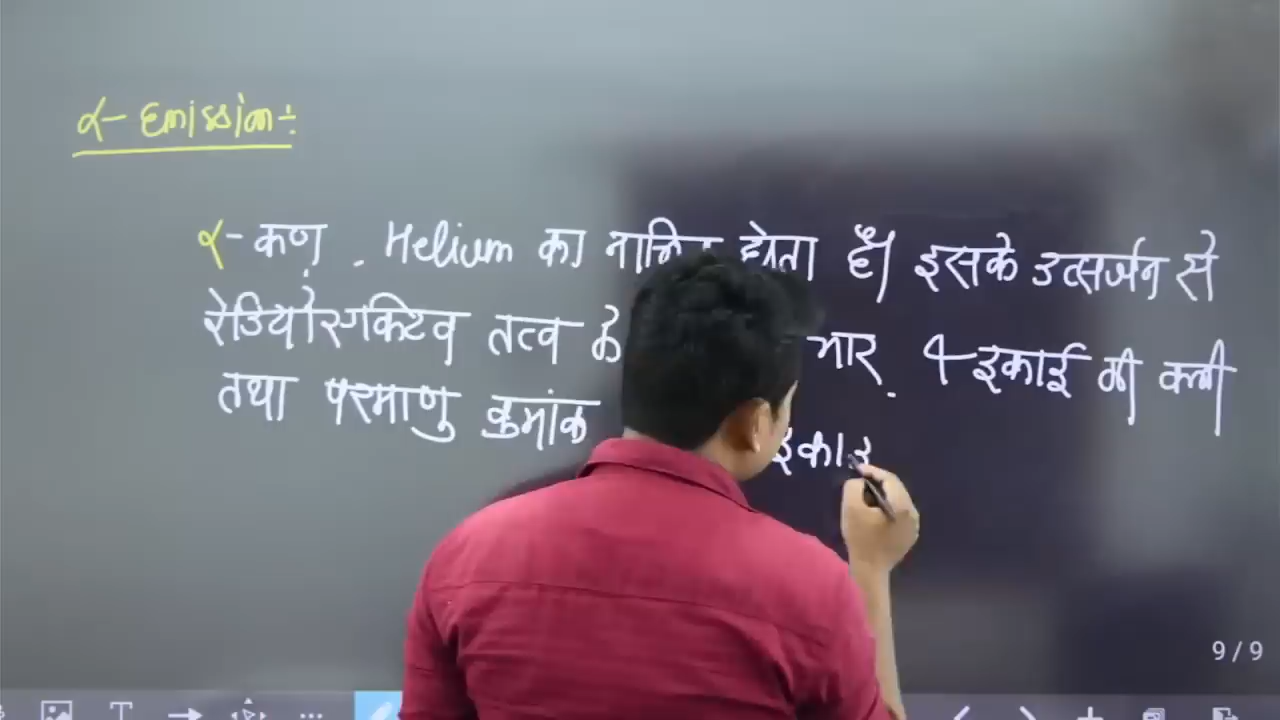 α- Emission:-
α- कण . Helium का होता है। इसके उत्सर्जन से
रेडियोएक्टिव तत्व के भार 4 इकाई की कमी
तथा परमाणु क्रमांक इकाइ
9/9